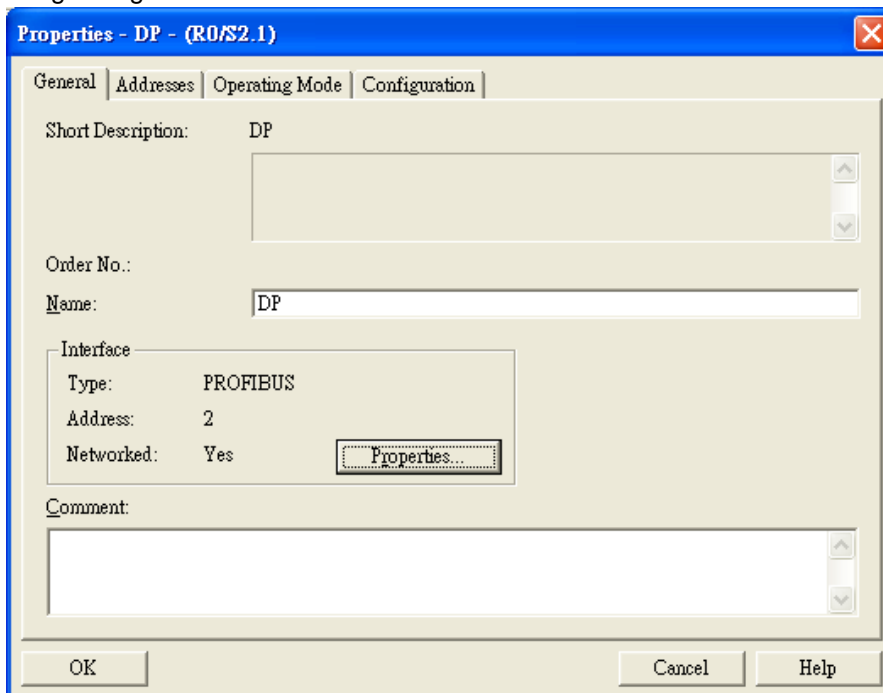 Properties - DP - (R0/S2.1)
General Addresses Operating Mode Configuration
Short Description: DP
Order No.:
Name: DP
Interface
Type: PROFIBUS
Address: 2
Networked: Yes Properties...
Comment:
OK Cancel Help